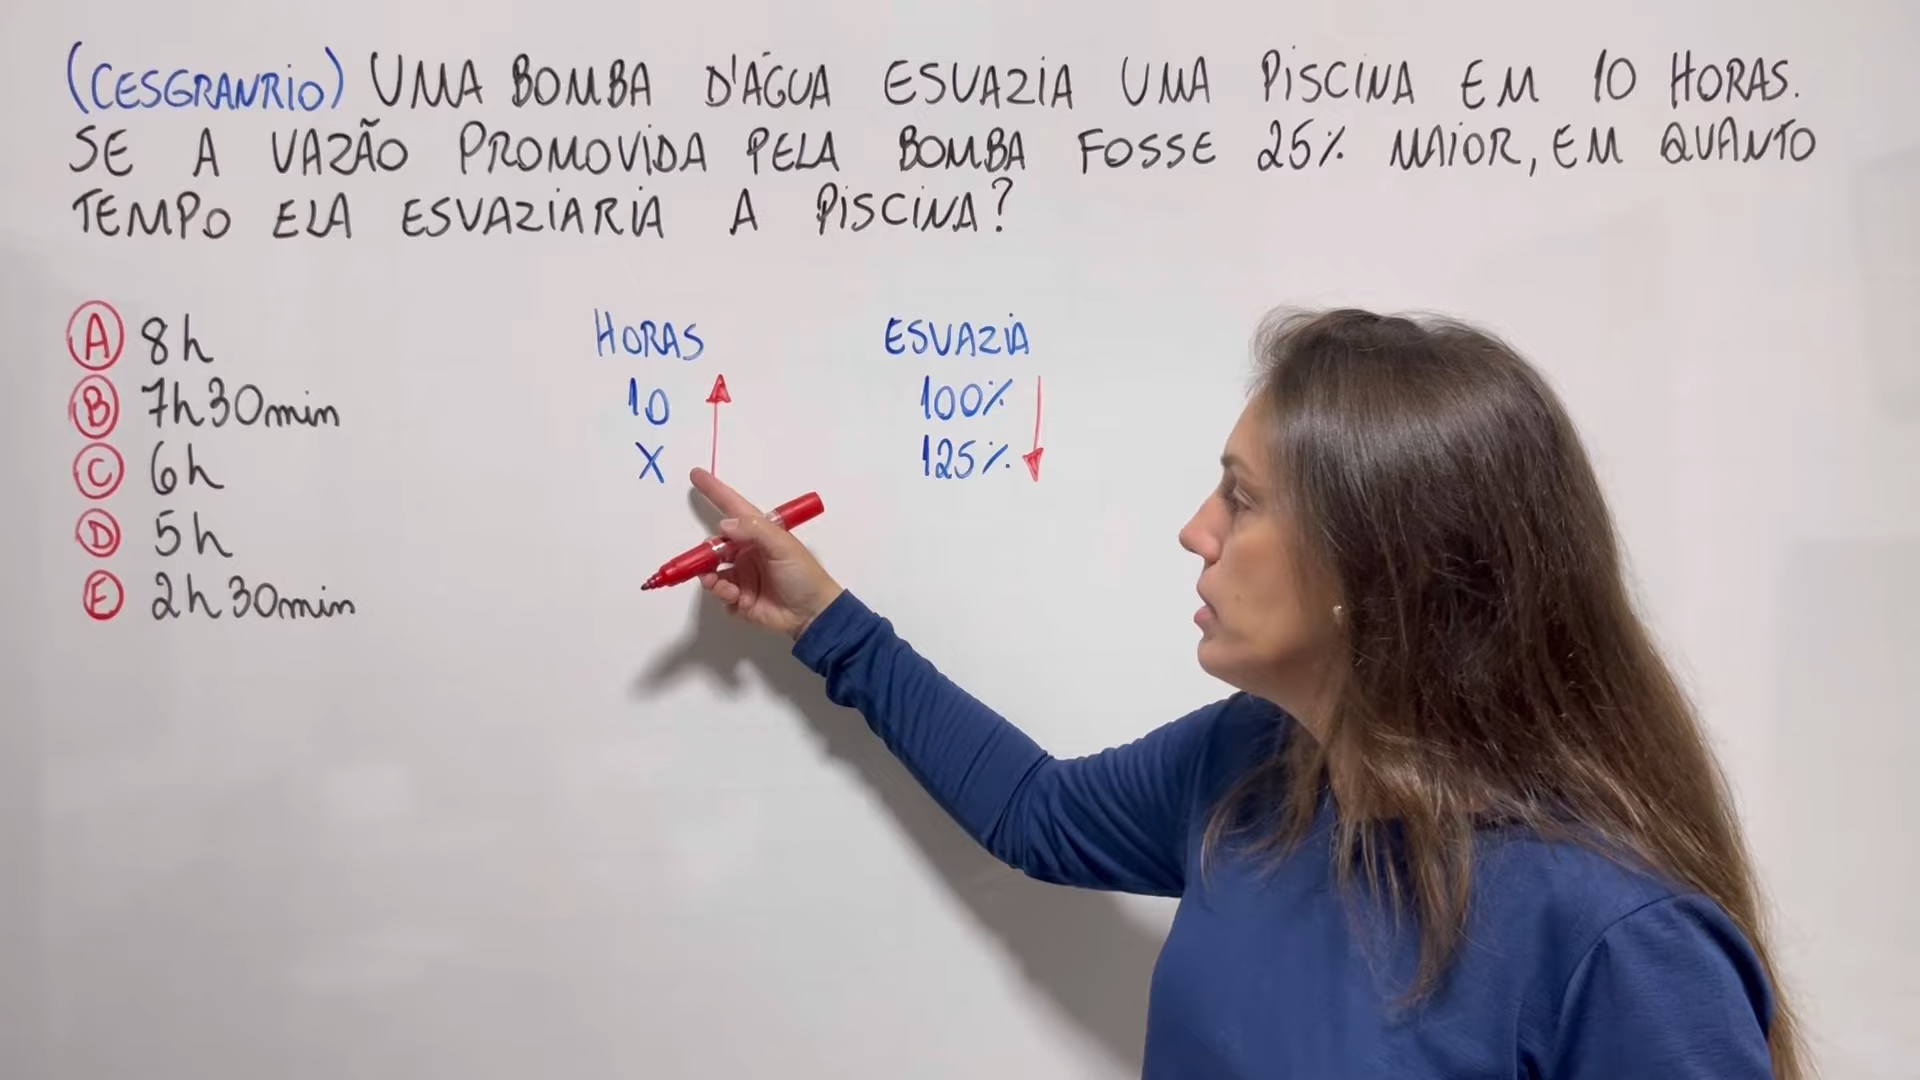 (CESGRANRIO) UMA BOMBA D'ÁGUA ESVAZIA UMA PISCINA EM 10 HORAS.
SE A VAZÃO PROMOVIDA PELA BOMBA FOSSE 25% MAIOR, EM QUANTO
TEMPO ELA ESVAZIARIA A PISCINA?
A 8h
B 7h30min
C 6h
D 5h
E 2h30min
HORAS ESVAZIA
10 100%
X 125%